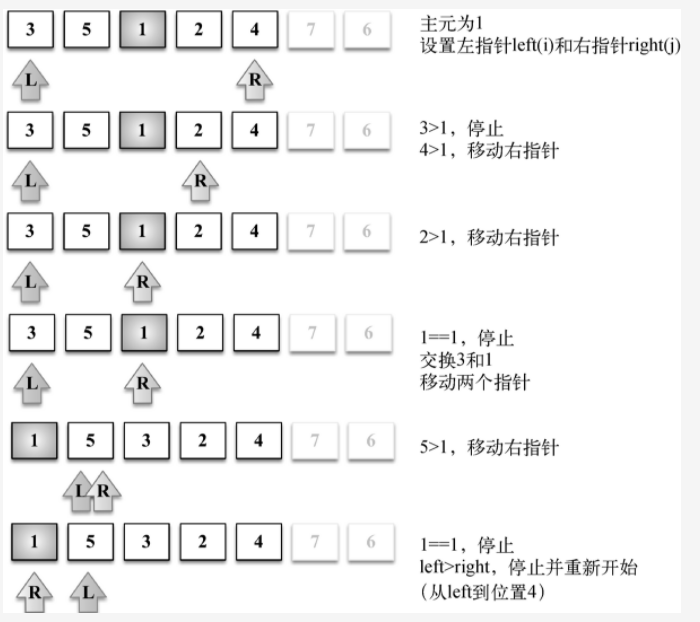 3 5 1 2 4 7 6
主元为1
设置左指针left(i)和右指针right(j)
L R
3 5 1 2 4 7 6
3>1，停止
4>1，移动右指针
L R
3 5 1 2 4 7 6
2>1，移动右指针
L R
3 5 1 2 4 7 6
1==1，停止
交换3和1
移动两个指针
L R
1 5 3 2 4 7 6
5>1，移动右指针
L R
1 5 3 2 4 7 6
1==1，停止
left>right，停止并重新开始
（从left到位置4）
R L